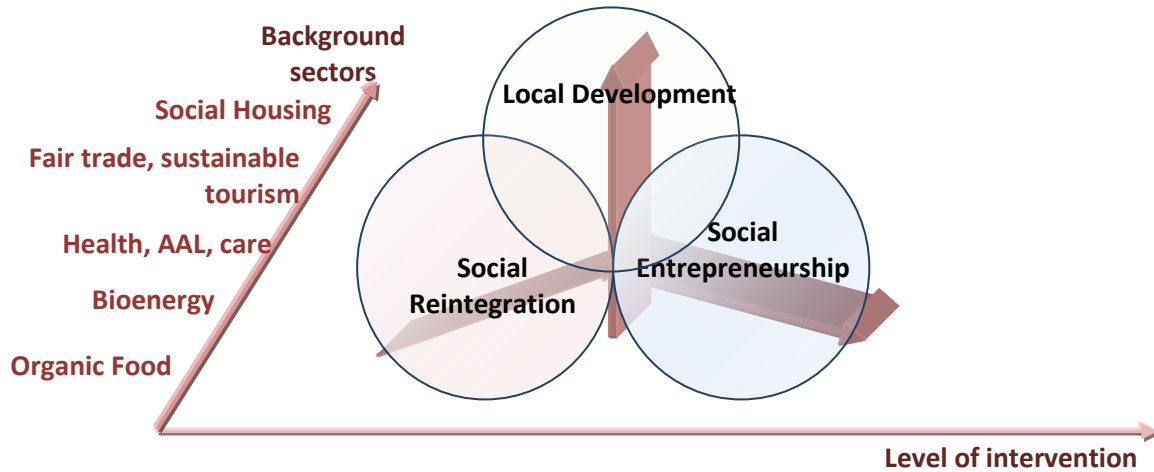 Background
sectors
Social Housing
Fair trade, sustainable
tourism
Health, AAL, care
Bioenergy
Organic Food
Local Development
Social
Reintegration
Social
Entrepreneurship
Level of intervention